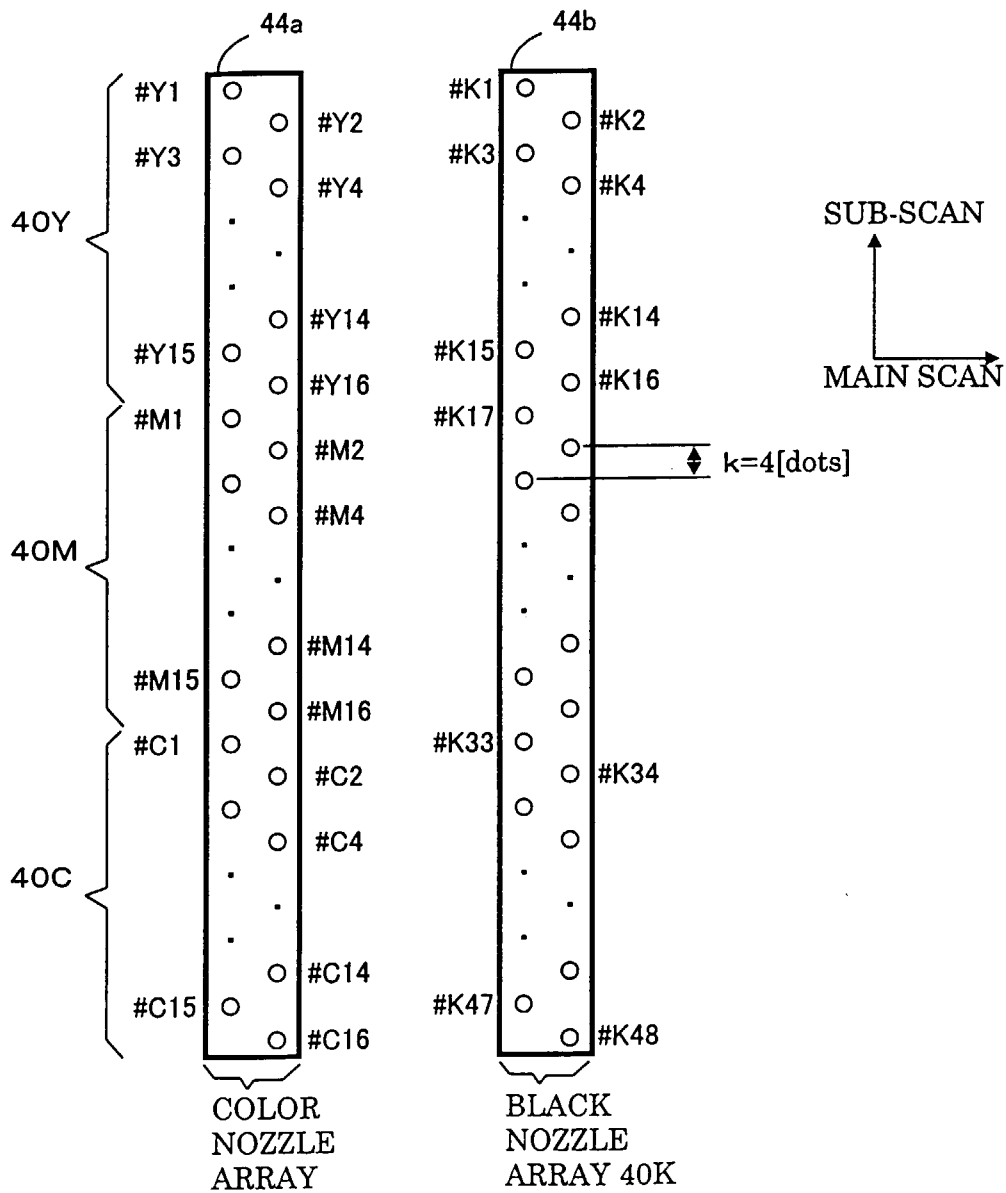 44a
44b
#Y1
#K1
#Y2
#K2
#Y3
#K3
#Y4
#K4
40Y
SUB-SCAN
#Y14
#K14
#Y15
#K15
#Y16
#K16
MAIN SCAN
#M1
#K17
#M2
k=4[dots]
#M4
40M
#M14
#M15
#M16
#C1
#K33
#C2
#K34
#C4
40C
#C14
#C15
#K47
#C16
#K48
COLOR
NOZZLE
ARRAY
BLACK
NOZZLE
ARRAY 40K